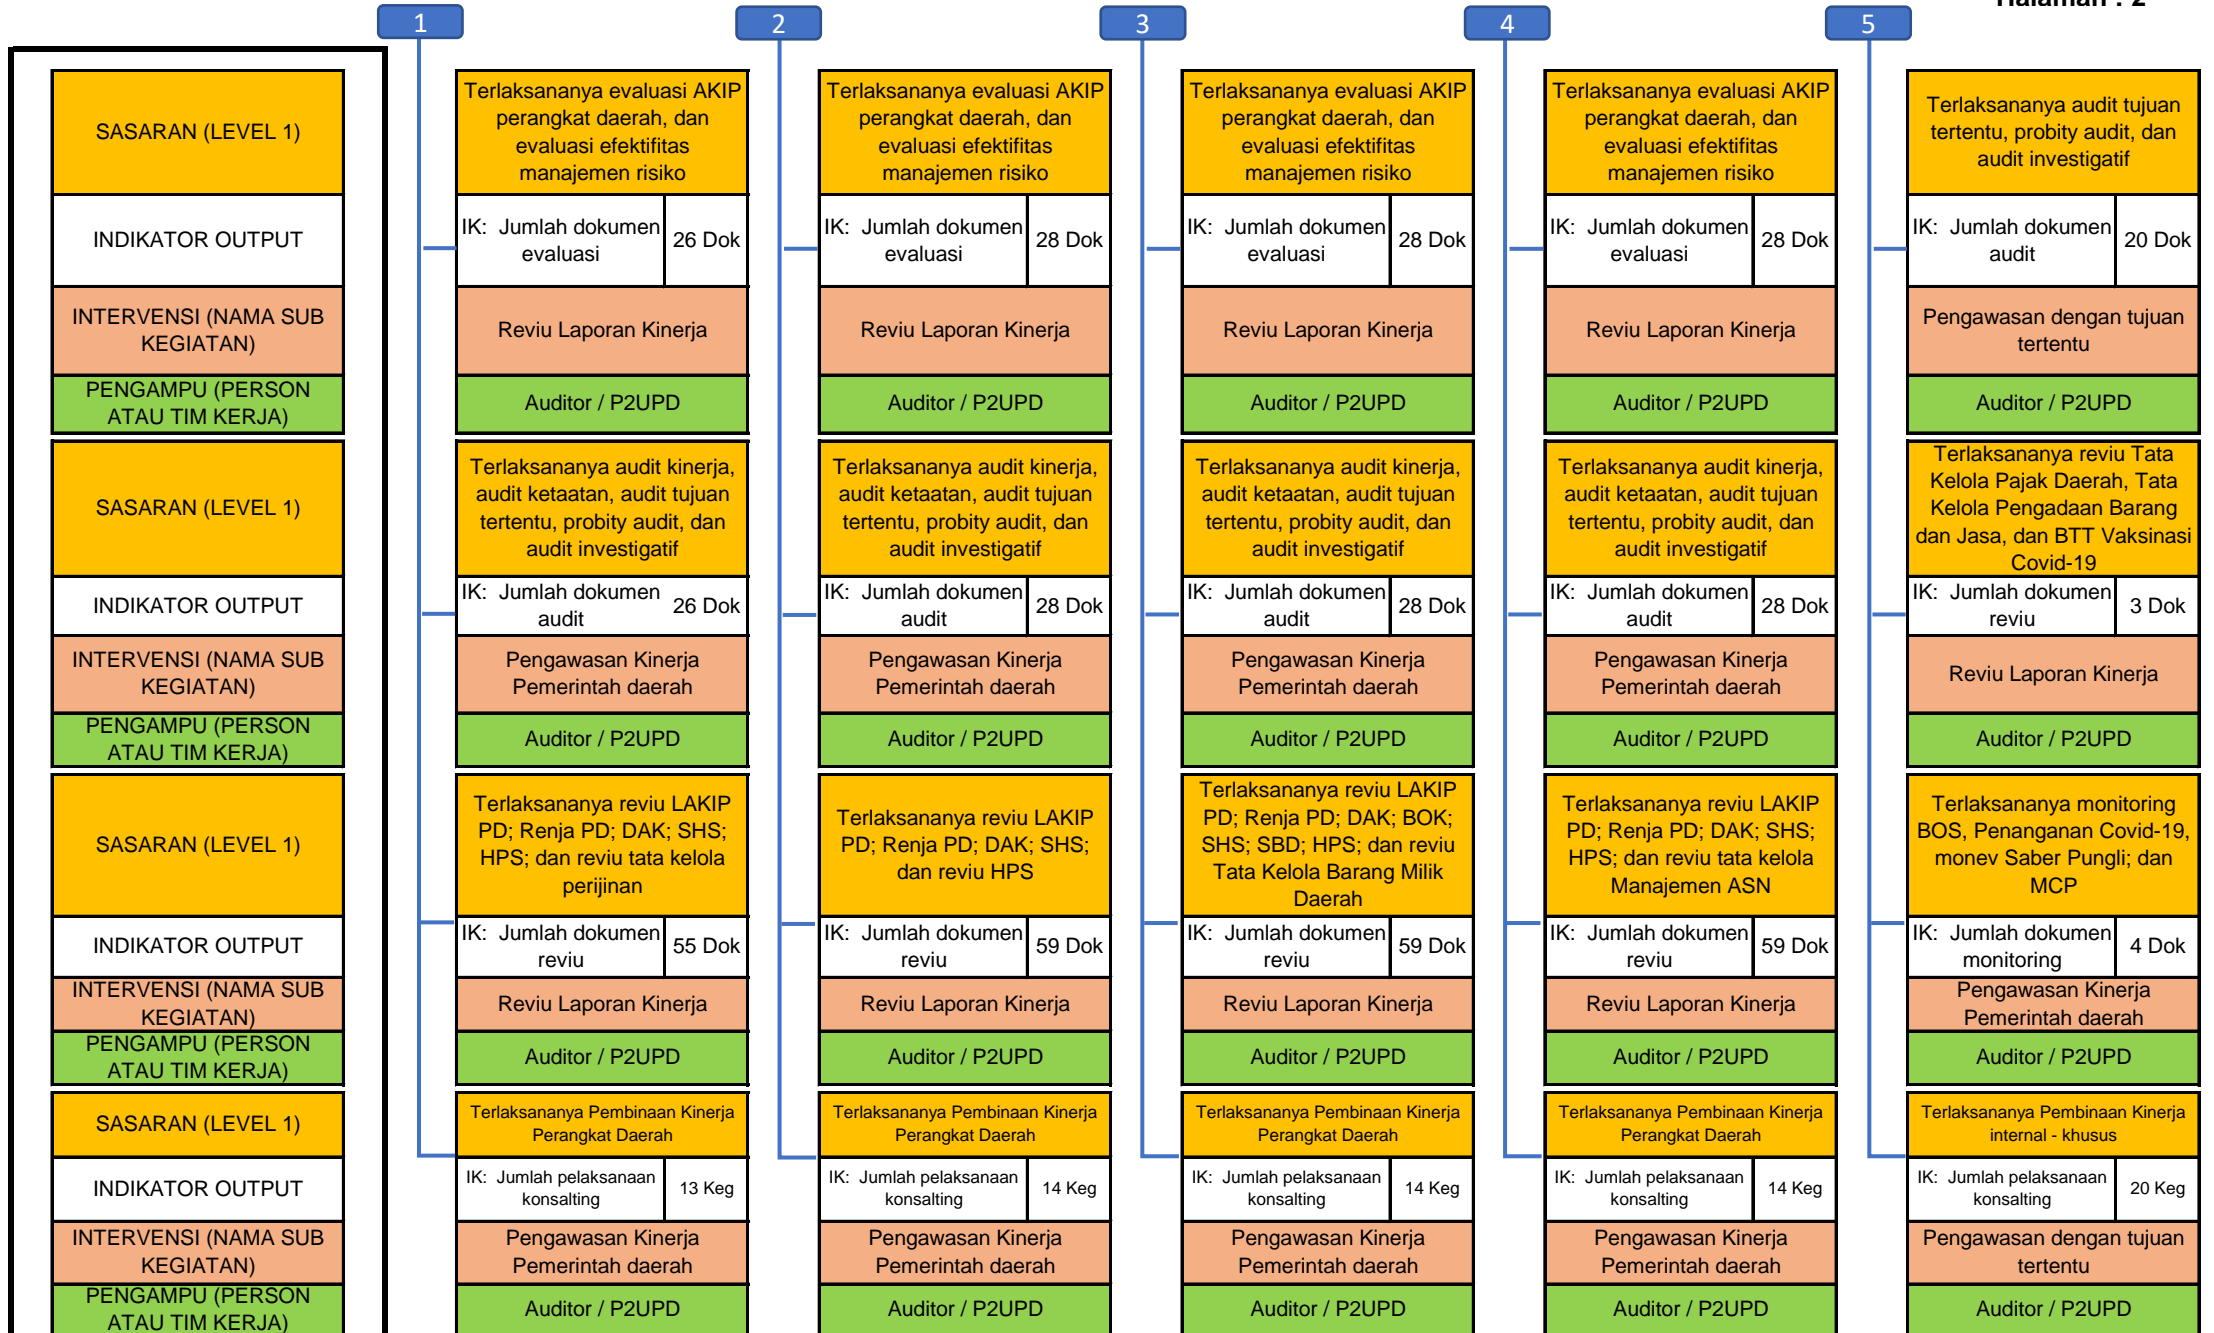 Halaman : 2
1
2
3
4
5
SASARAN (LEVEL 1)
Terlaksananya evaluasi AKIP
perangkat daerah, dan
evaluasi efektifitas
manajemen risiko
Terlaksananya evaluasi AKIP
perangkat daerah, dan
evaluasi efektifitas
manajemen risiko
Terlaksananya evaluasi AKIP
perangkat daerah, dan
evaluasi efektifitas
manajemen risiko
Terlaksananya evaluasi AKIP
perangkat daerah, dan
evaluasi efektifitas
manajemen risiko
Terlaksananya audit tujuan
tertentu, probity audit, dan
audit investigatif
INDIKATOR OUTPUT
IK:  Jumlah dokumen
evaluasi
26 Dok
IK:  Jumlah dokumen
evaluasi
28 Dok
IK:  Jumlah dokumen
evaluasi
28 Dok
IK:  Jumlah dokumen
evaluasi
28 Dok
IK:  Jumlah dokumen
audit
20 Dok
INTERVENSI (NAMA SUB
KEGIATAN)
Reviu Laporan Kinerja
Reviu Laporan Kinerja
Reviu Laporan Kinerja
Reviu Laporan Kinerja
Pengawasan dengan tujuan
tertentu
PENGAMPU (PERSON
ATAU TIM KERJA)
Auditor / P2UPD
Auditor / P2UPD
Auditor / P2UPD
Auditor / P2UPD
Auditor / P2UPD
SASARAN (LEVEL 1)
Terlaksananya audit kinerja,
audit ketaatan, audit tujuan
tertentu, probity audit, dan
audit investigatif
Terlaksananya audit kinerja,
audit ketaatan, audit tujuan
tertentu, probity audit, dan
audit investigatif
Terlaksananya audit kinerja,
audit ketaatan, audit tujuan
tertentu, probity audit, dan
audit investigatif
Terlaksananya audit kinerja,
audit ketaatan, audit tujuan
tertentu, probity audit, dan
audit investigatif
Terlaksananya reviu Tata
Kelola Pajak Daerah, Tata
Kelola Pengadaan Barang
dan Jasa, dan BTT Vaksinasi
Covid-19
INDIKATOR OUTPUT
IK:  Jumlah dokumen
audit
26 Dok
IK:  Jumlah dokumen
audit
28 Dok
IK:  Jumlah dokumen
audit
28 Dok
IK:  Jumlah dokumen
audit
28 Dok
IK:  Jumlah dokumen
reviu
3 Dok
INTERVENSI (NAMA SUB
KEGIATAN)
Pengawasan Kinerja
Pemerintah daerah
Pengawasan Kinerja
Pemerintah daerah
Pengawasan Kinerja
Pemerintah daerah
Pengawasan Kinerja
Pemerintah daerah
Reviu Laporan Kinerja
PENGAMPU (PERSON
ATAU TIM KERJA)
Auditor / P2UPD
Auditor / P2UPD
Auditor / P2UPD
Auditor / P2UPD
Auditor / P2UPD
SASARAN (LEVEL 1)
Terlaksananya reviu LAKIP
PD; Renja PD; DAK; SHS;
HPS; dan reviu tata kelola
perijinan
Terlaksananya reviu LAKIP
PD; Renja PD; DAK; SHS;
dan reviu HPS
Terlaksananya reviu LAKIP
PD; Renja PD; DAK; BOK;
SHS; SBD; HPS; dan reviu
Tata Kelola Barang Milik
Daerah
Terlaksananya reviu LAKIP
PD; Renja PD; DAK; SHS;
HPS; dan reviu tata kelola
Manajemen ASN
Terlaksananya monitoring
BOS, Penanganan Covid-19,
monev Saber Pungli; dan
MCP
INDIKATOR OUTPUT
IK:  Jumlah dokumen
reviu
55 Dok
IK:  Jumlah dokumen
reviu
59 Dok
IK:  Jumlah dokumen
reviu
59 Dok
IK:  Jumlah dokumen
reviu
59 Dok
IK:  Jumlah dokumen
monitoring
4 Dok
INTERVENSI (NAMA SUB
KEGIATAN)
Reviu Laporan Kinerja
Reviu Laporan Kinerja
Reviu Laporan Kinerja
Reviu Laporan Kinerja
Pengawasan Kinerja
Pemerintah daerah
PENGAMPU (PERSON
ATAU TIM KERJA)
Auditor / P2UPD
Auditor / P2UPD
Auditor / P2UPD
Auditor / P2UPD
Auditor / P2UPD
SASARAN (LEVEL 1)
Terlaksananya Pembinaan Kinerja
Perangkat Daerah
Terlaksananya Pembinaan Kinerja
Perangkat Daerah
Terlaksananya Pembinaan Kinerja
Perangkat Daerah
Terlaksananya Pembinaan Kinerja
Perangkat Daerah
Terlaksananya Pembinaan Kinerja
internal - khusus
INDIKATOR OUTPUT
IK:  Jumlah pelaksanaan
konsalting
13 Keg
IK:  Jumlah pelaksanaan
konsalting
14 Keg
IK:  Jumlah pelaksanaan
konsalting
14 Keg
IK:  Jumlah pelaksanaan
konsalting
14 Keg
IK:  Jumlah pelaksanaan
konsalting
20 Keg
INTERVENSI (NAMA SUB
KEGIATAN)
Pengawasan Kinerja
Pemerintah daerah
Pengawasan Kinerja
Pemerintah daerah
Pengawasan Kinerja
Pemerintah daerah
Pengawasan Kinerja
Pemerintah daerah
Pengawasan dengan tujuan
tertentu
PENGAMPU (PERSON
ATAU TIM KERJA)
Auditor / P2UPD
Auditor / P2UPD
Auditor / P2UPD
Auditor / P2UPD
Auditor / P2UPD